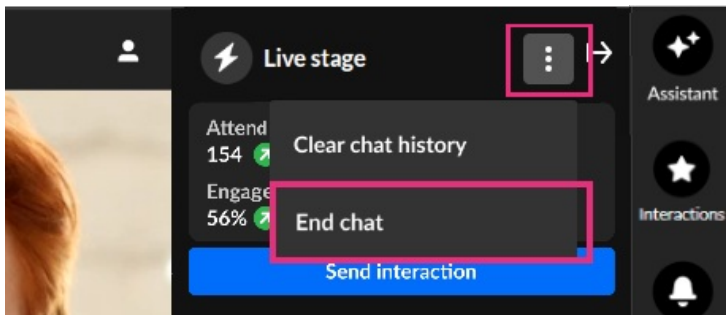 Live stage
Assistant
Attend
154
Clear chat history
Engage
56%
End chat
Interactions
Send interaction